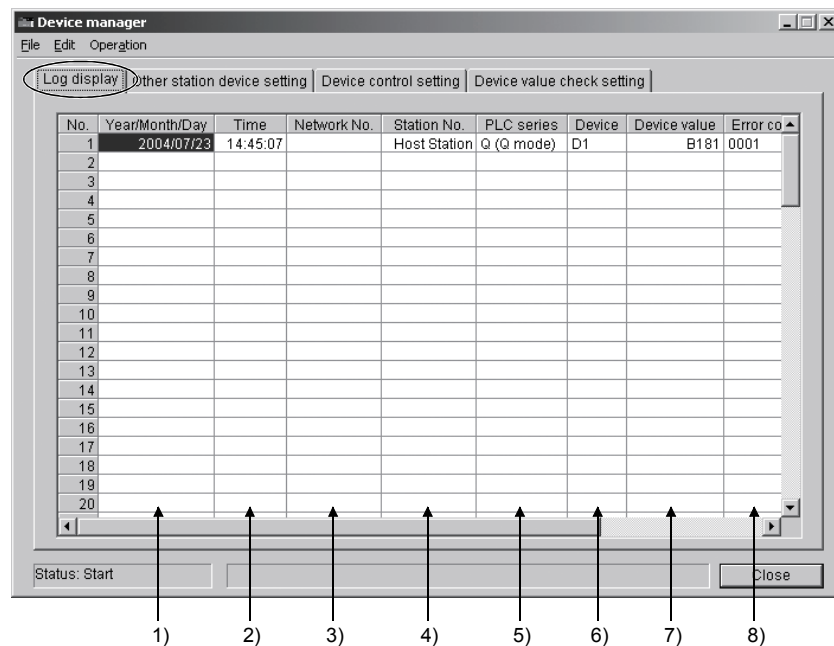 Device manager
File Edit Operation
Log display Other station device setting Device control setting Device value check setting
No. Year/Month/Day Time Network No. Station No. PLC series Device Device value Error co
1 2004/07/23 14:45:07 Host Station Q (Q mode) D1 B181 0001
2
3
4
5
6
7
8
9
10
11
12
13
14
15
16
17
18
19
20
Status: Start Close
1) 2) 3) 4) 5) 6) 7) 8)